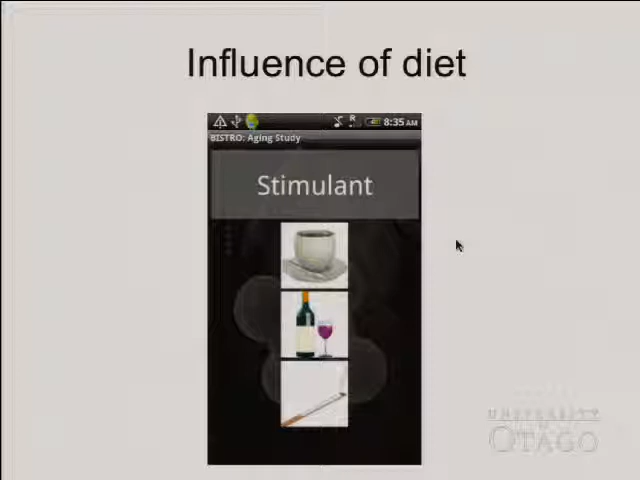 Influence of diet
R
8:35 AM
BISTRO: Aging Study
Stimulant
UNIVERSITY
OTAGO